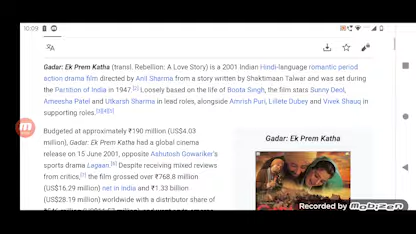 10:09
Gadar: Ek Prem Katha (transl. Rebellion: A Love Story) is a 2001 Indian Hindi-language romantic period
action drama film directed by Anil Sharma from a story written by Shaktimaan Talwar and was set during
the Partition of India in 1947.[2] Loosely based on the life of Boota Singh, the film stars Sunny Deol,
Ameesha Patel and Utkarsh Sharma in lead roles, alongside Amrish Puri, Lillete Dubey and Vivek Shauq in
supporting roles.[3][4][5]
Budgeted at approximately ₹190 million (US$4.03
million), Gadar: Ek Prem Katha had a global cinema
release on 15 June 2001, opposite Ashutosh Gowariker's
sports drama Lagaan.[6] Despite receiving mixed reviews
from critics,[7] the film grossed over ₹768.8 million
(US$16.29 million) net in India and ₹1.33 billion
(US$28.19 million) worldwide with a distributor share of
Gadar: Ek Prem Katha
Recorded by Mobizen